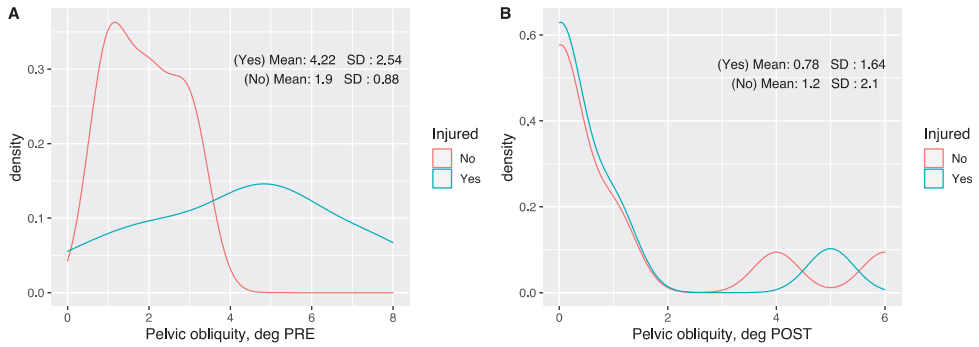 A
(Yes) Mean: 4.22 SD : 2.54
(No) Mean: 1.9 SD : 0.88
0.3
0.2
0.1
0.0
density
0 2 4 6 8
Pelvic obliquity, deg PRE
Injured
No
Yes
B
(Yes) Mean: 0.78 SD : 1.64
(No) Mean: 1.2 SD : 2.1
0.6
0.4
0.2
0.0
density
0 2 4 6
Pelvic obliquity, deg POST
Injured
No
Yes